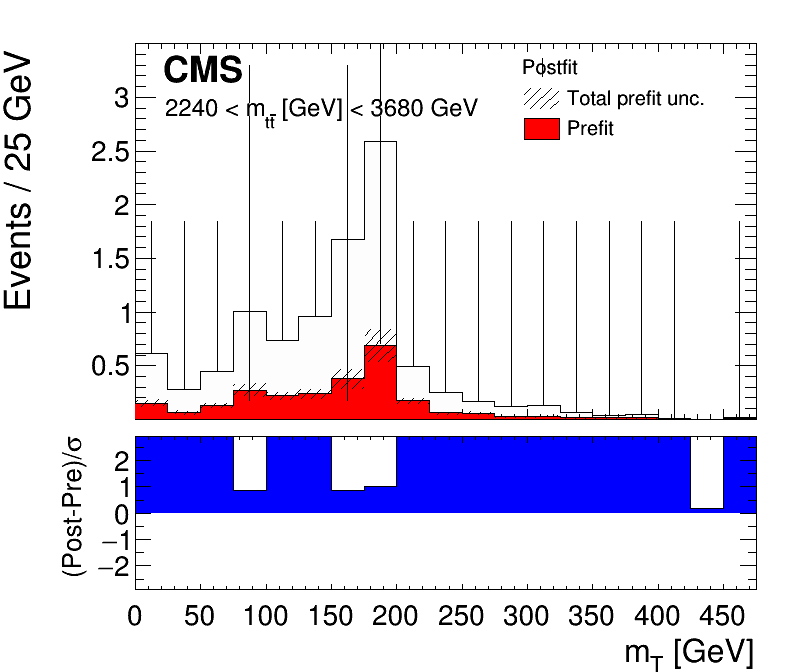 CMS
2240 < m_tt̄ [GeV] < 3680 GeV
Postfit
Total prefit unc.
Prefit
Events / 25 GeV
3
2.5
2
1.5
1
0.5
(Post-Pre)/σ
2
1
0
−1
−2
0 50 100 150 200 250 300 350 400 450
m_T [GeV]